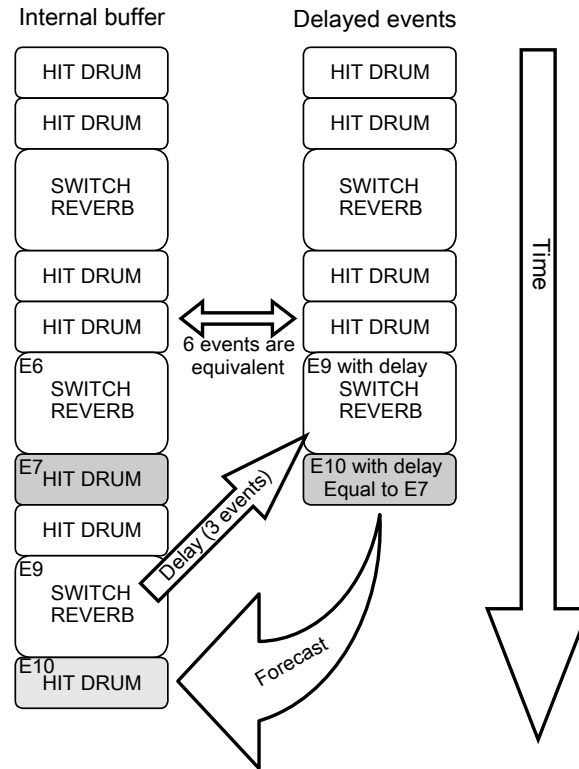 Internal buffer
HIT DRUM
HIT DRUM
SWITCH
REVERB
HIT DRUM
HIT DRUM
E6
SWITCH
REVERB
E7
HIT DRUM
HIT DRUM
E9
SWITCH
REVERB
E10
HIT DRUM
6 events are
equivalent
Delay (3 events)
Forecast
Delayed events
HIT DRUM
HIT DRUM
SWITCH
REVERB
HIT DRUM
HIT DRUM
E9 with delay
SWITCH
REVERB
E10 with delay
Equal to E7
Time